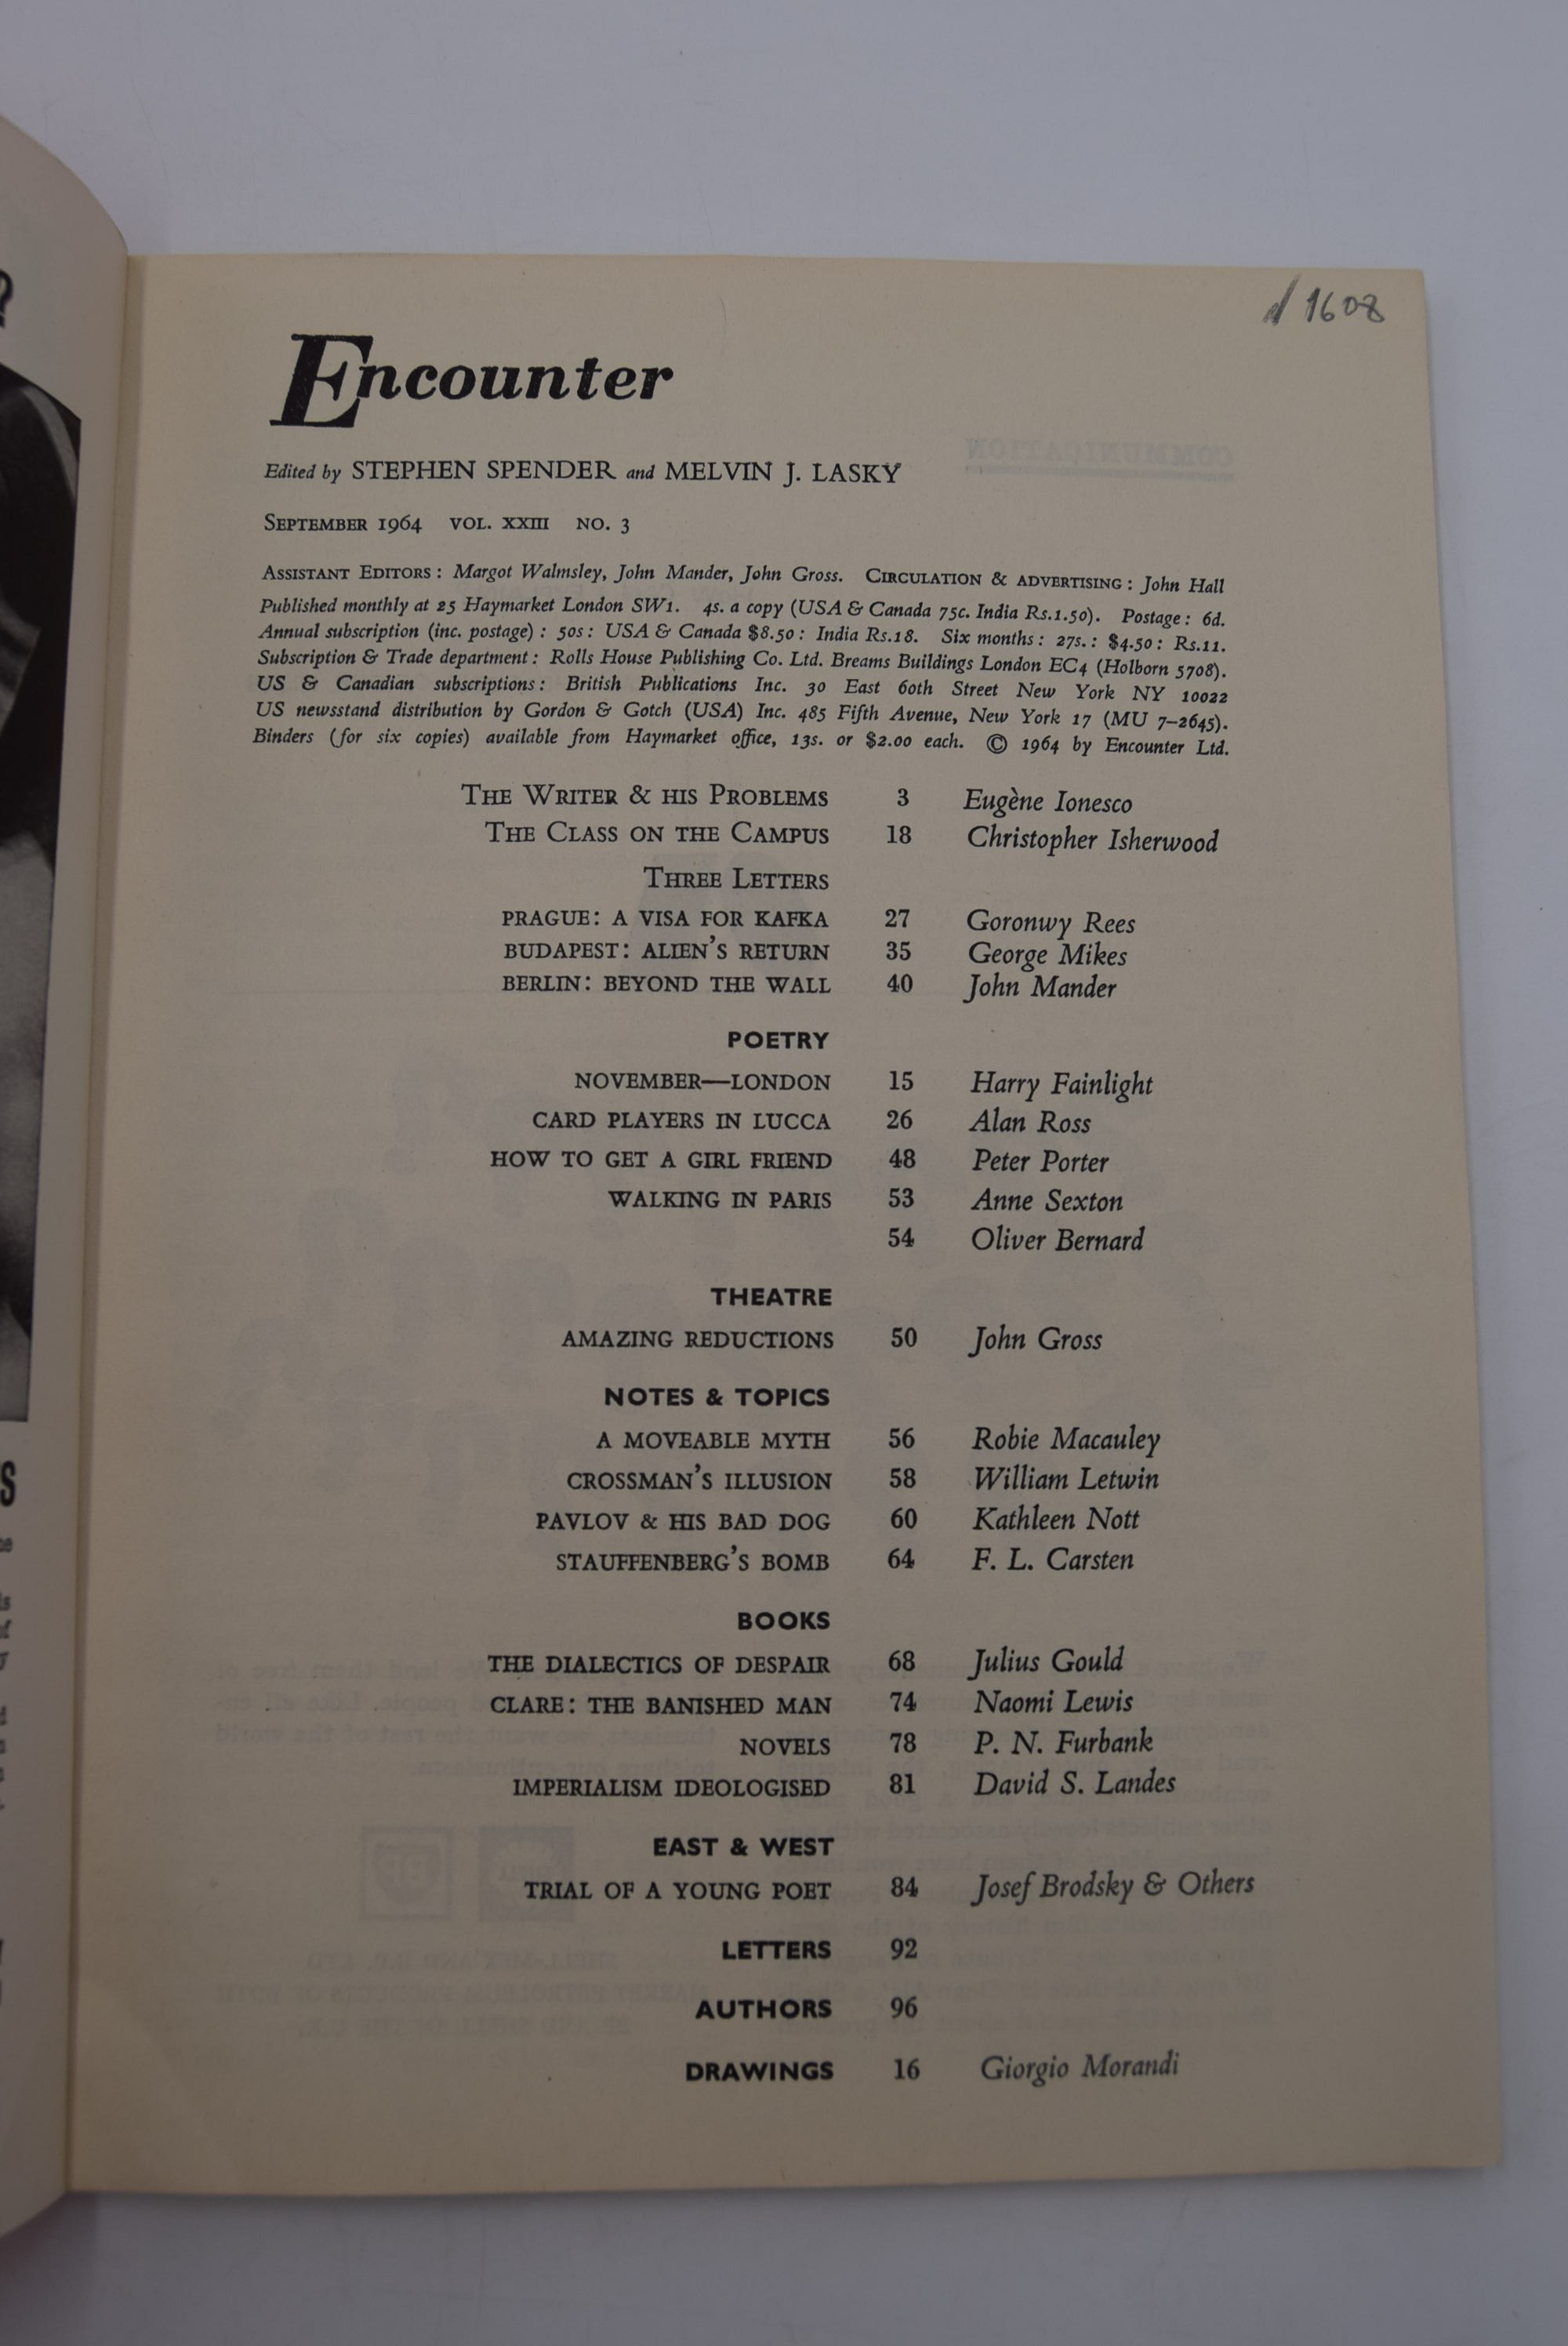 1608
Encounter
Edited by STEPHEN SPENDER and MELVIN J. LASKY
SEPTEMBER 1964 VOL. XXIII NO. 3
ASSISTANT EDITORS: Margot Walmsley, John Mander, John Gross. CIRCULATION & ADVERTISING: John Hall
Published monthly at 25 Haymarket London SW1. 4s. a copy (USA & Canada 75c. India Rs.1.50). Postage: 6d.
Annual subscription (inc. postage): 50s: USA & Canada $8.50: India Rs.18. Six months: 27s.: $4.50: Rs.11.
Subscription & Trade department: Rolls House Publishing Co. Ltd. Breams Buildings London EC4 (Holborn 5708).
US & Canadian subscriptions: British Publications Inc. 30 East 60th Street New York NY 10022
US newsstand distribution by Gordon & Gotch (USA) Inc. 485 Fifth Avenue, New York 17 (MU 7–2645).
Binders (for six copies) available from Haymarket office, 13s. or $2.00 each. © 1964 by Encounter Ltd.
THE WRITER & HIS PROBLEMS 3 Eugène Ionesco
THE CLASS ON THE CAMPUS 18 Christopher Isherwood
THREE LETTERS
PRAGUE: A VISA FOR KAFKA 27 Goronwy Rees
BUDAPEST: ALIEN'S RETURN 35 George Mikes
BERLIN: BEYOND THE WALL 40 John Mander
POETRY
NOVEMBER—LONDON 15 Harry Fainlight
CARD PLAYERS IN LUCCA 26 Alan Ross
HOW TO GET A GIRL FRIEND 48 Peter Porter
WALKING IN PARIS 53 Anne Sexton
54 Oliver Bernard
THEATRE
AMAZING REDUCTIONS 50 John Gross
NOTES & TOPICS
A MOVEABLE MYTH 56 Robie Macauley
CROSSMAN'S ILLUSION 58 William Letwin
PAVLOV & HIS BAD DOG 60 Kathleen Nott
STAUFFENBERG'S BOMB 64 F. L. Carsten
BOOKS
THE DIALECTICS OF DESPAIR 68 Julius Gould
CLARE: THE BANISHED MAN 74 Naomi Lewis
NOVELS 78 P. N. Furbank
IMPERIALISM IDEOLOGISED 81 David S. Landes
EAST & WEST
TRIAL OF A YOUNG POET 84 Josef Brodsky & Others
LETTERS 92
AUTHORS 96
DRAWINGS 16 Giorgio Morandi